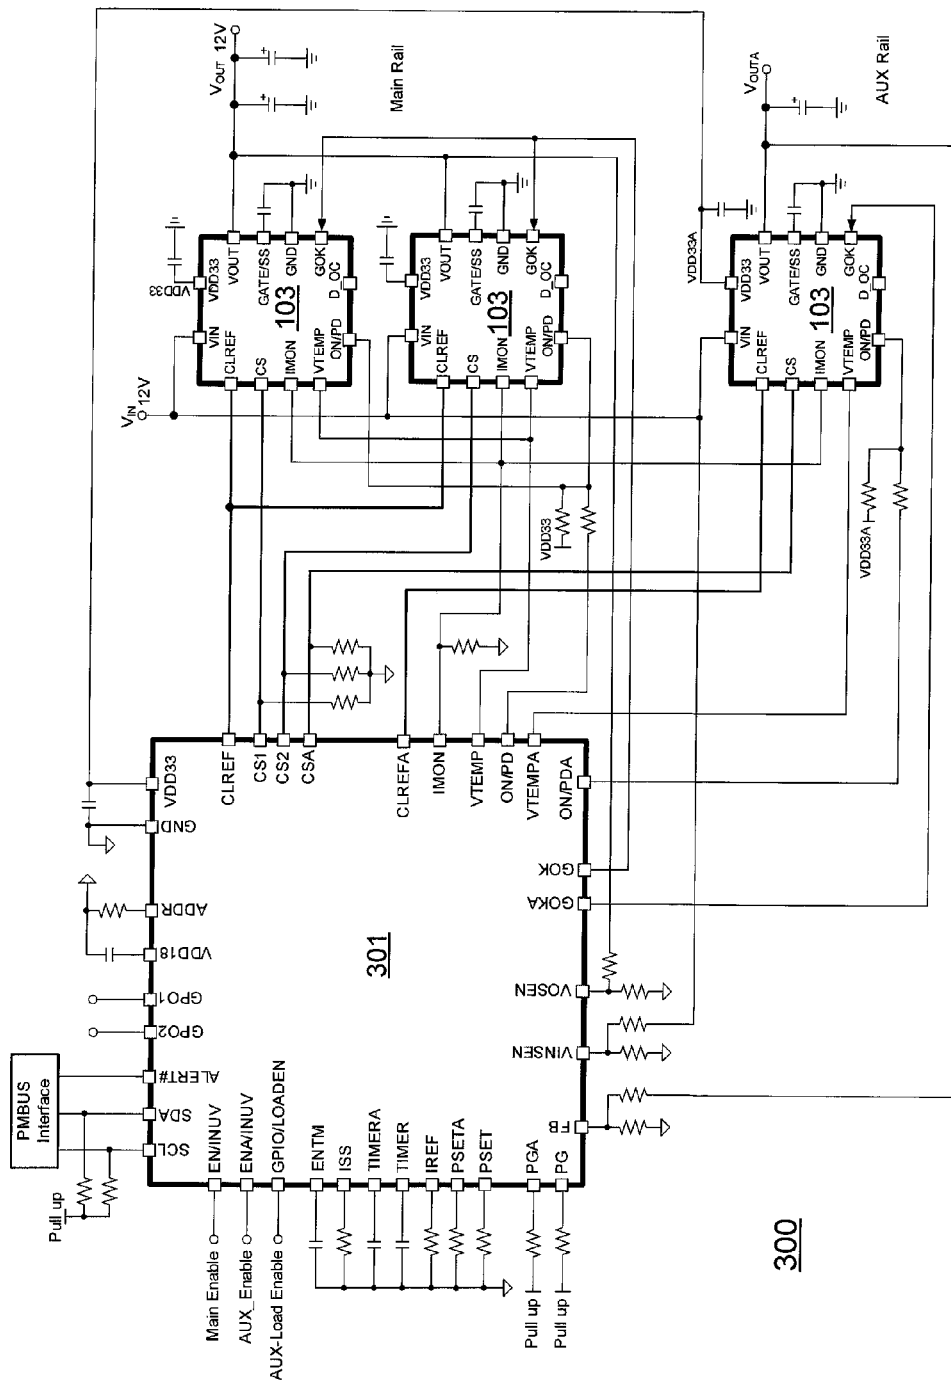 VOUT 12V
Main Rail
VOUTA
AUX Rail
VDD33
VDD33
VOUT
GATE/SS
GND
GOK
D_OC
ON/PD
VTEMP
IMON
CS
CLREF
VIN
103
VDD33
VOUT
GATE/SS
GND
GOK
D_OC
ON/PD
VTEMP
IMON
CS
CLREF
VIN
103
VDD33A
VDD33
VOUT
GATE/SS
GND
GOK
D_OC
ON/PD
VTEMP
IMON
CS
CLREF
VIN
103
VIN 12V
VDD33
VDD33A
VD33
CLREF
CS1
CS2
CSA
CLREFA
IMON
VTEMP
ON/PD
VTEMPA
ON/PDA
GND
ADDR
VDD18
GPO1
GPO2
ALERT#
SDA
SCL
GOK
GOKA
VOSEN
VINSEN
FB
301
EN/INUV
ENA/INUV
GPIO/LOADEN
ENTM
ISS
TIMERA
TIMER
IREF
PSETA
PSET
PGA
PG
PMBUS
Interface
Pull up
Main Enable
AUX_Enable
AUX-Load Enable
Pull up
Pull up
300